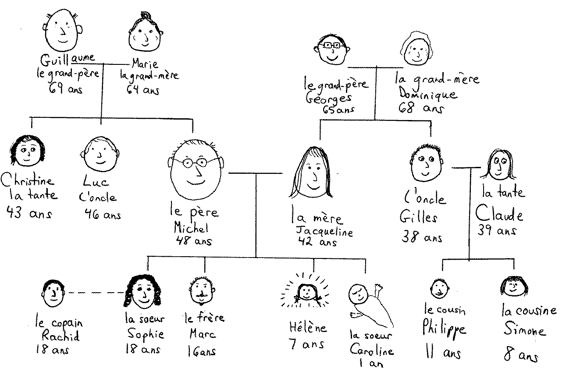 Guillaume
le grand-père
69 ans
Marie
la grand-mère
64 ans
le grand-père
Georges
65 ans
la grand-mère
Dominique
68 ans
Christine
la tante
43 ans
Luc
L'oncle
46 ans
le père
Michel
48 ans
la mère
Jacqueline
42 ans
L'oncle
Gilles
38 ans
la tante
Claude
39 ans
le copain
Rachid
18 ans
la soeur
Sophie
18 ans
le frère
Marc
16 ans
Hélène
7 ans
la soeur
Caroline
1 an
le cousin
Philippe
11 ans
la cousine
Simone
8 ans